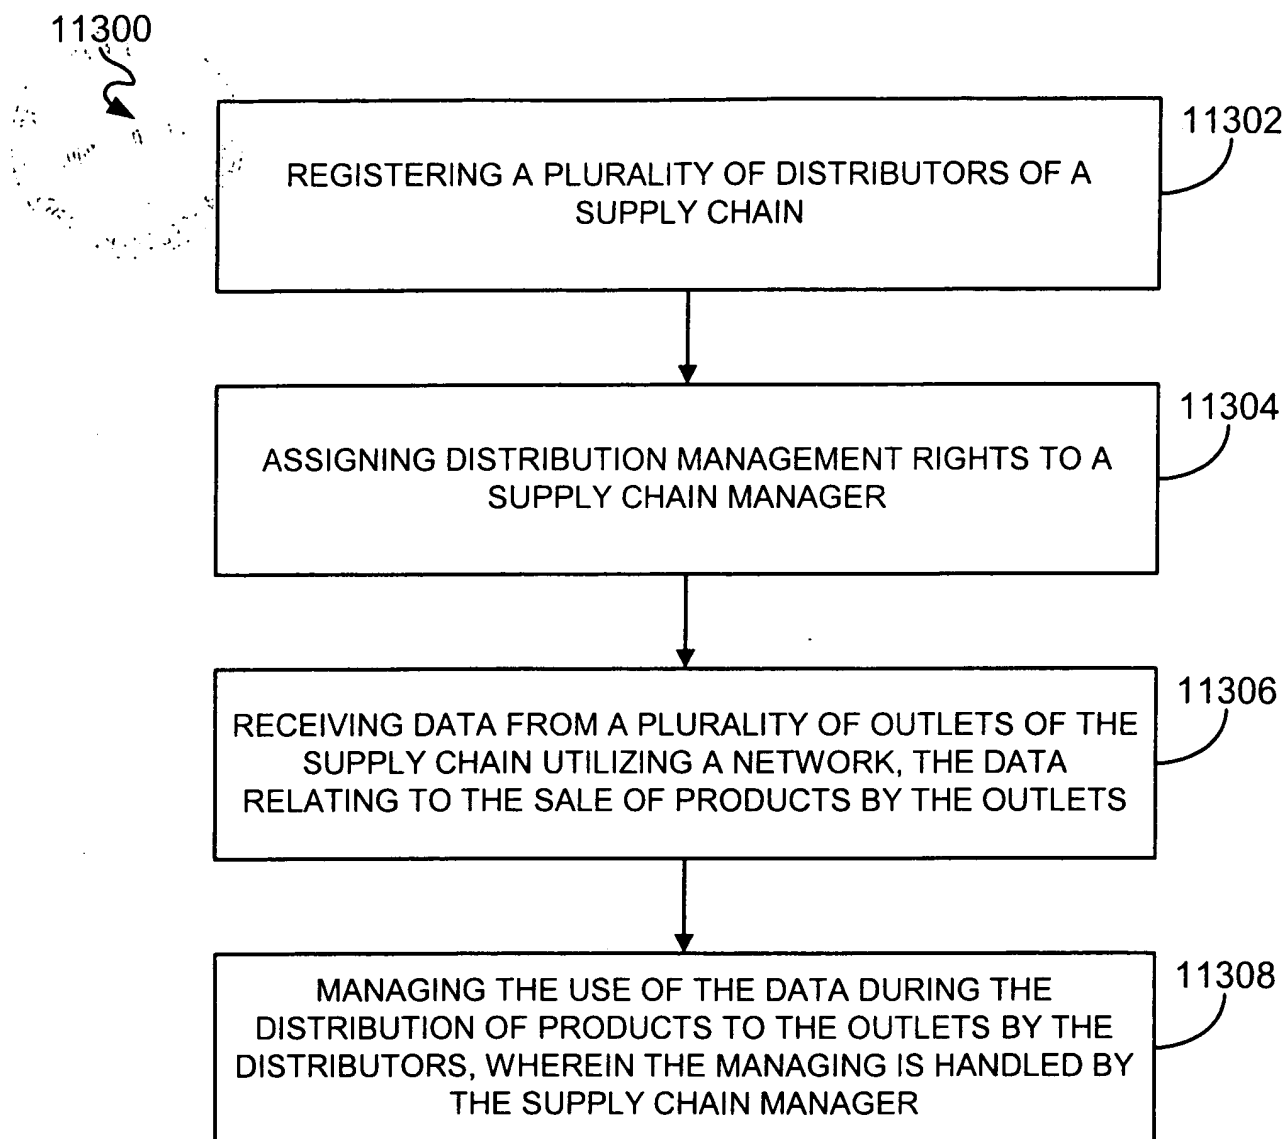 11300
11302
REGISTERING A PLURALITY OF DISTRIBUTORS OF A
SUPPLY CHAIN
11304
ASSIGNING DISTRIBUTION MANAGEMENT RIGHTS TO A
SUPPLY CHAIN MANAGER
11306
RECEIVING DATA FROM A PLURALITY OF OUTLETS OF THE
SUPPLY CHAIN UTILIZING A NETWORK, THE DATA
RELATING TO THE SALE OF PRODUCTS BY THE OUTLETS
11308
MANAGING THE USE OF THE DATA DURING THE
DISTRIBUTION OF PRODUCTS TO THE OUTLETS BY THE
DISTRIBUTORS, WHEREIN THE MANAGING IS HANDLED BY
THE SUPPLY CHAIN MANAGER